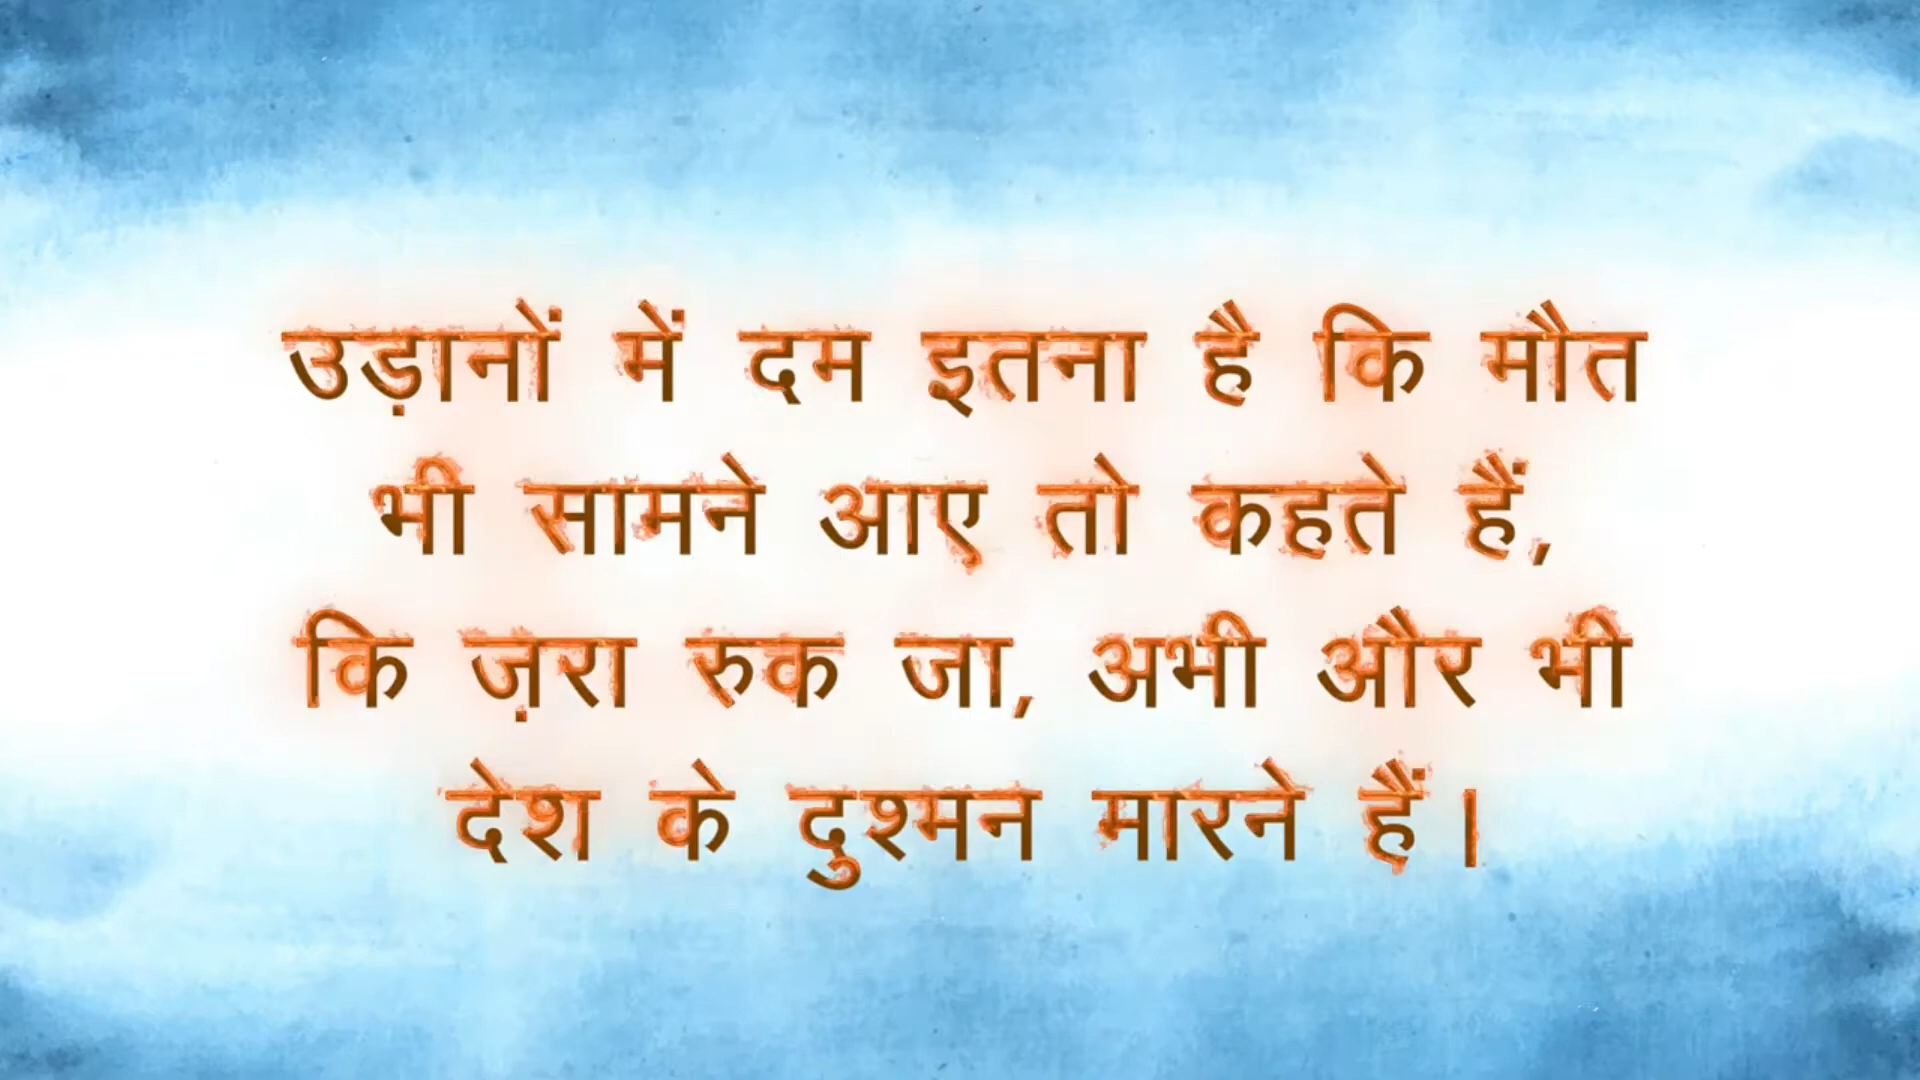 उड़ानों में दम इतना है कि मौत
भी सामने आए तो कहते हैं,
कि ज़रा रुक जा, अभी और भी
देश के दुश्मन मारने हैं।